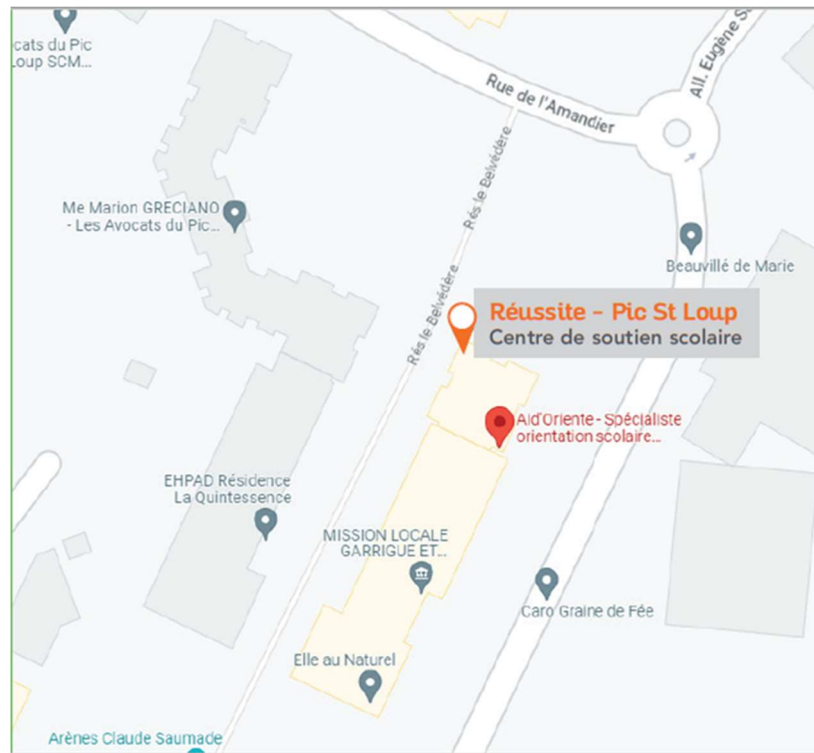 cats du Pic
Loup SCM...
All. Eugène S
Rue de l'Amandier
Rés le Belvédère
Me Marion GRECIANO
- Les Avocats du Pic...
Beauvillé de Marie
Rés le Belvédère
Réussite - Pic St Loup
Centre de soutien scolaire
Aid'Oriente - Spécialiste
orientation scolaire...
EHPAD Résidence
La Quintessence
MISSION LOCALE
GARRIGUE ET...
Caro Graine de Fée
Elle au Naturel
Arènes Claude Saumade